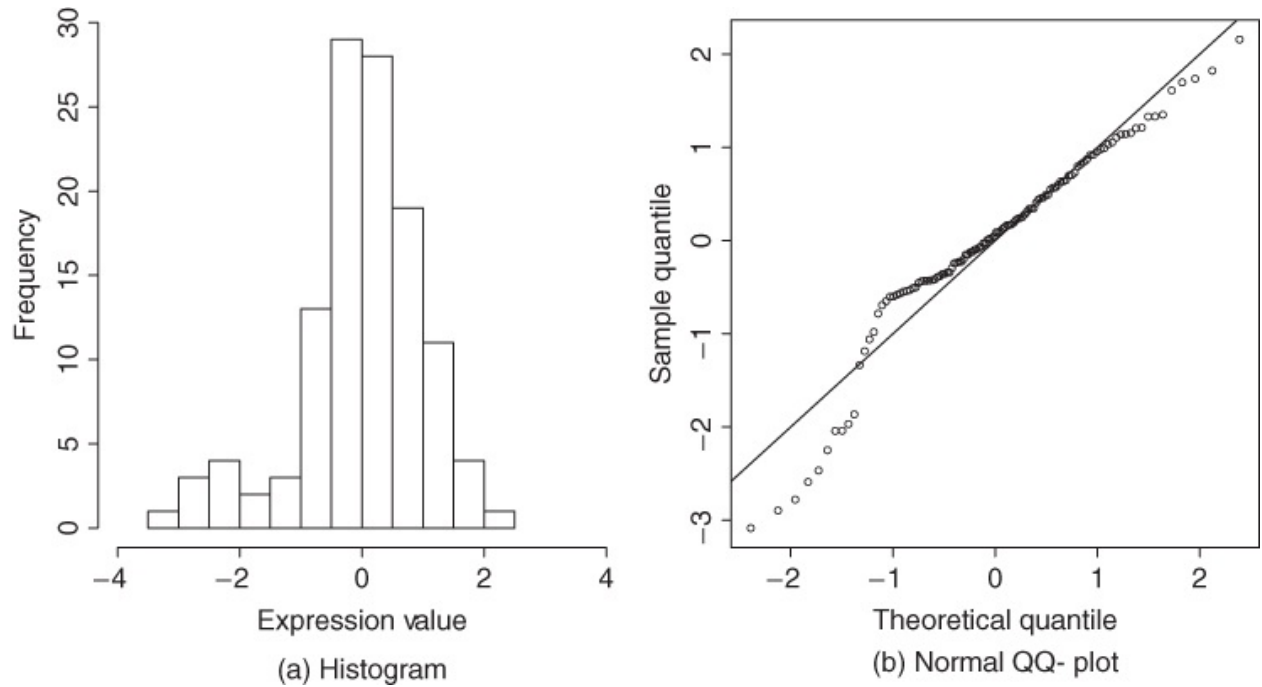 30
25
20
15
10
5
0
Frequency
−4 −2 0 2 4
Expression value
(a) Histogram
2
1
0
−1
−2
−3
Sample quantile
−2 −1 0 1 2
Theoretical quantile
(b) Normal QQ- plot